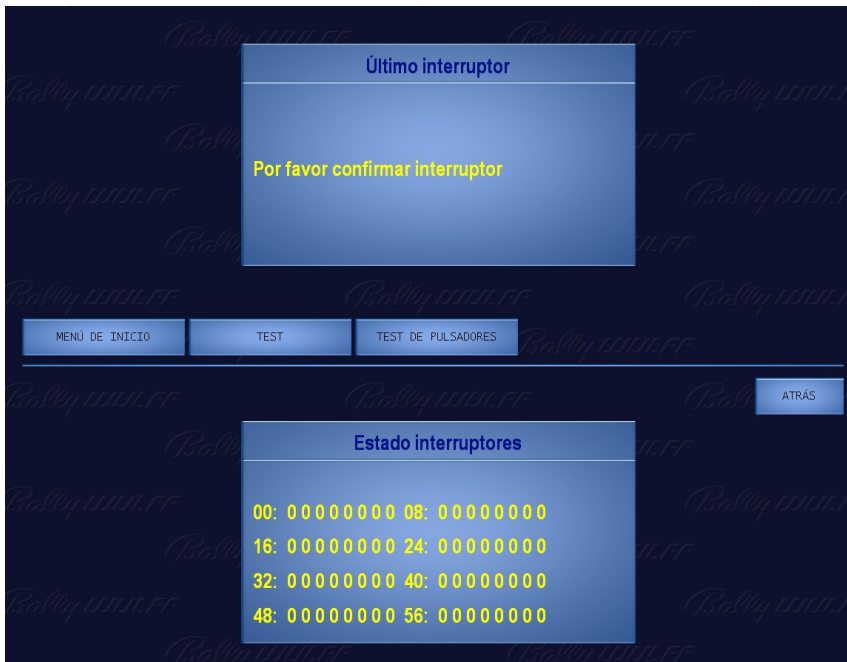 Último interruptor
Por favor confirmar interruptor
MENÚ DE INICIO TEST TEST DE PULSADORES
ATRÁS
Estado interruptores
00: 0 0 0 0 0 0 0 0 08: 0 0 0 0 0 0 0 0
16: 0 0 0 0 0 0 0 0 24: 0 0 0 0 0 0 0 0
32: 0 0 0 0 0 0 0 0 40: 0 0 0 0 0 0 0 0
48: 0 0 0 0 0 0 0 0 56: 0 0 0 0 0 0 0 0
Bally WULFF